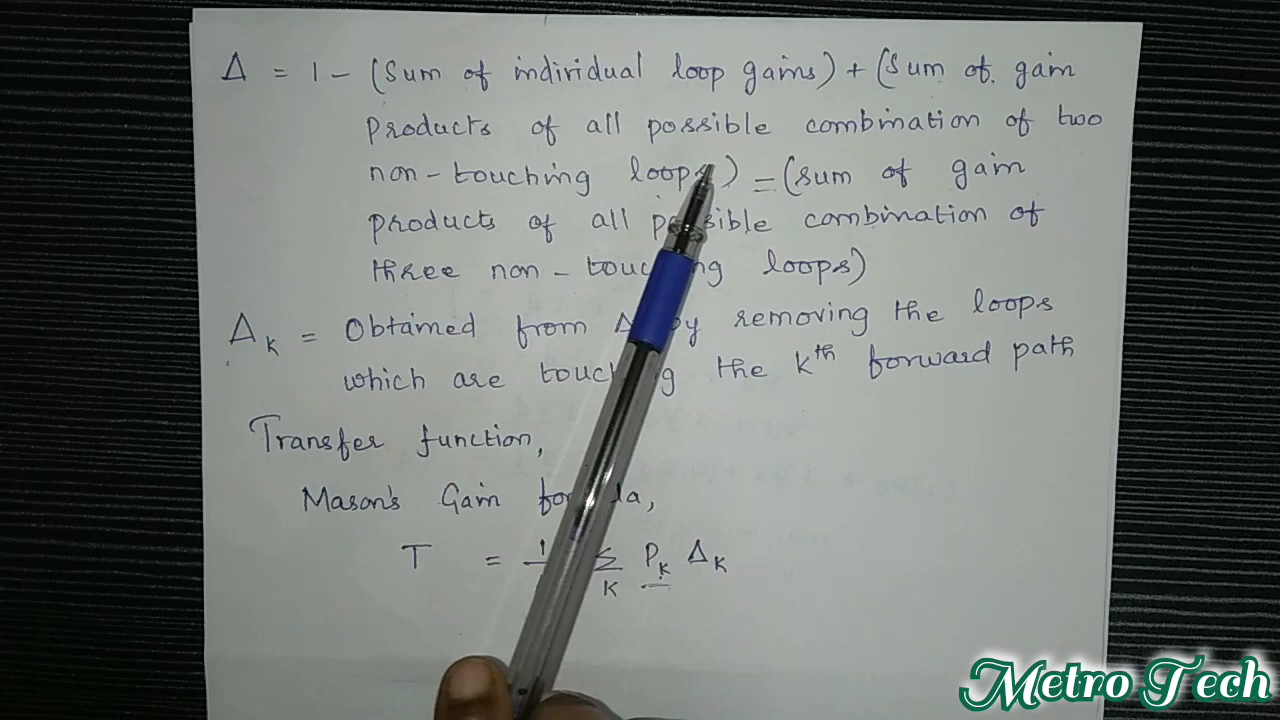 Δ = 1 - (Sum of individual loop gains) + (Sum of. gain
products of all possible combination of two
non-touching loops) - (sum of gain
products of all possible combination of
three non-touching loops)
ΔK = Obtained from Δ by removing the loops
which are touching the Kth forward path
Transfer function,
Mason's Gain formula,
T = 1 Σ K PK ΔK
Metro Tech